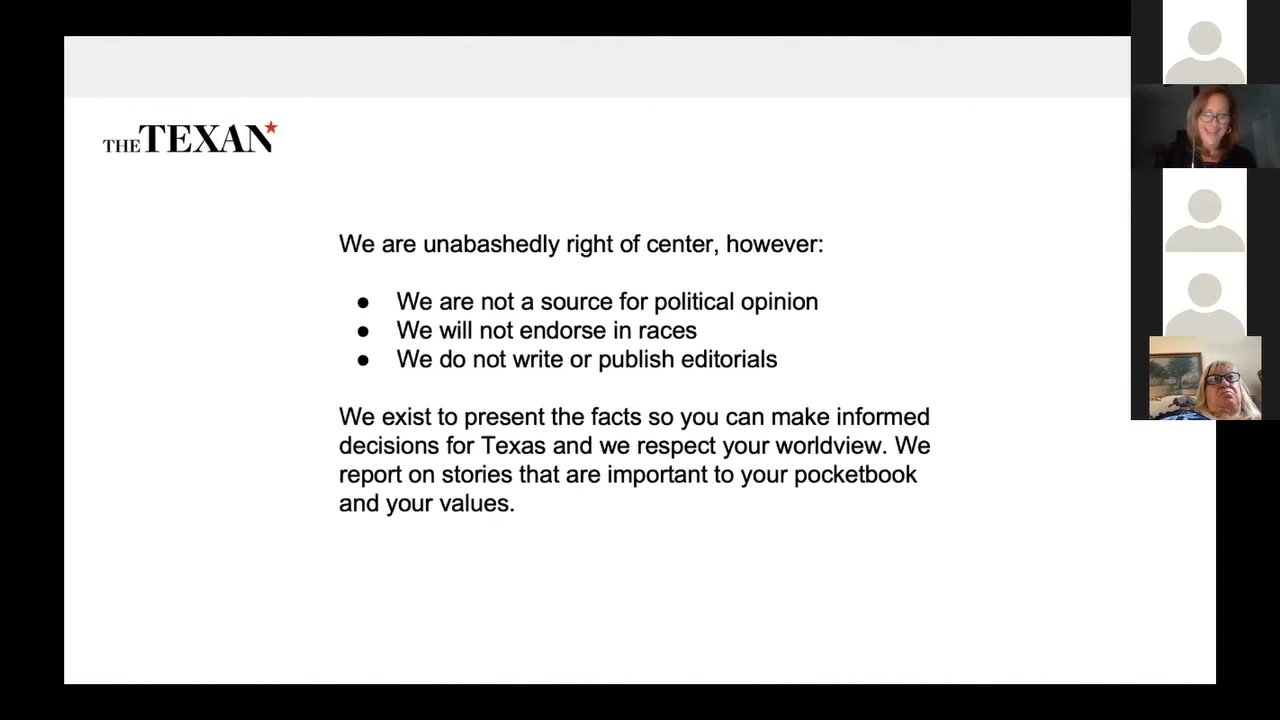 THE TEXAN
We are unabashedly right of center, however:
● We are not a source for political opinion
● We will not endorse in races
● We do not write or publish editorials
We exist to present the facts so you can make informed
decisions for Texas and we respect your worldview. We
report on stories that are important to your pocketbook
and your values.